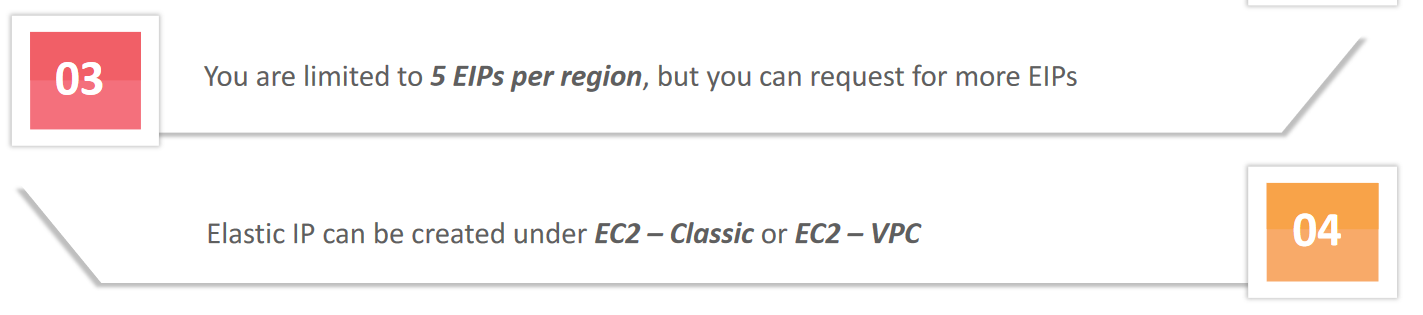 03
You are limited to 5 EIPs per region, but you can request for more EIPs
Elastic IP can be created under EC2 – Classic or EC2 – VPC
04